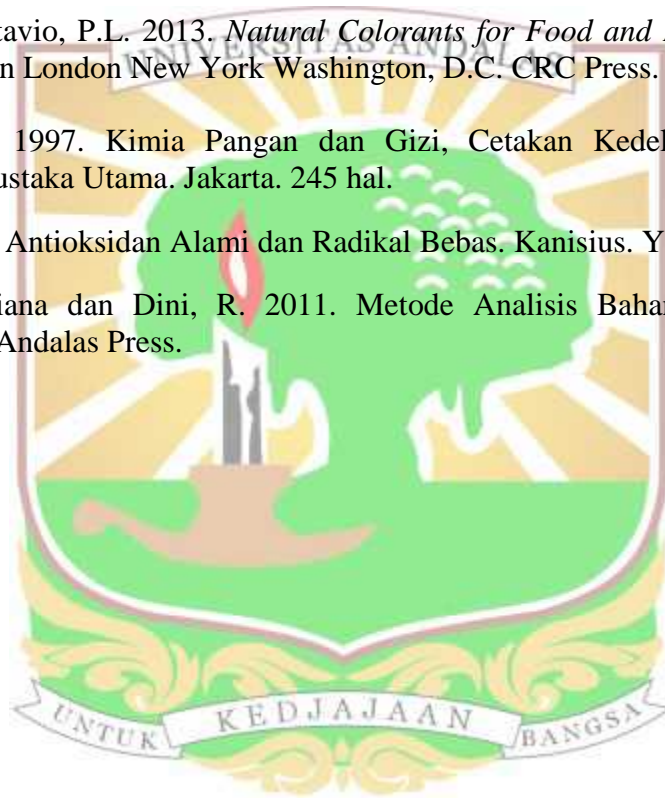 tavio, P.L. 2013. Natural Colorants for Food and
UNIVERSITAS ANDALAS
n London New York Washington, D.C. CRC Press.
1997. Kimia Pangan dan Gizi, Cetakan Kedel
ustaka Utama. Jakarta. 245 hal.
Antioksidan Alami dan Radikal Bebas. Kanisius. Y
iana dan Dini, R. 2011. Metode Analisis Bahan
Andalas Press.
UNTUK KEDJAJAAN BANGSA